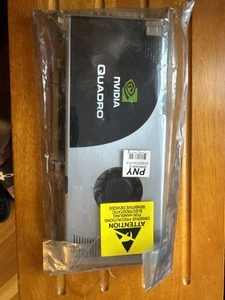 NVIDIA
QUADRO
PNY
ATTENTION
OBSERVE PRECAUTIONS
FOR HANDLING
ELECTROSTATIC
SENSITIVE DEVICES